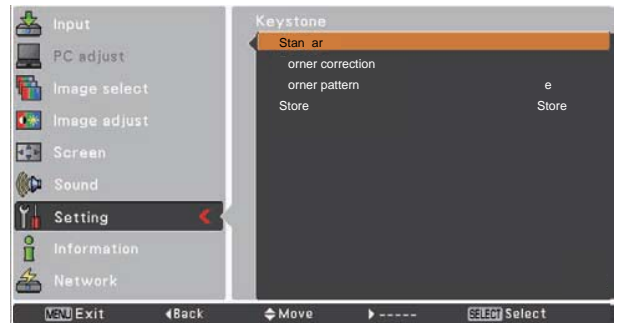 Input
PC adjust
Image select
Image adjust
Screen
Sound
Setting
Information
Network
Keystone
Stan ar
orner correction
orner pattern e
Store Store
MENU Exit ◀Back Move ▶ ----- SELECT Select